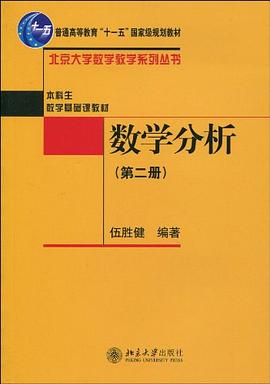 十一五
普通高等教育“十一五”国家级规划教材
北京大学数学教学系列丛书
本科生
数学基础课教材
数学分析
(第二册)
伍胜健 编著
北京大学出版社
PEKING UNIVERSITY PRESS